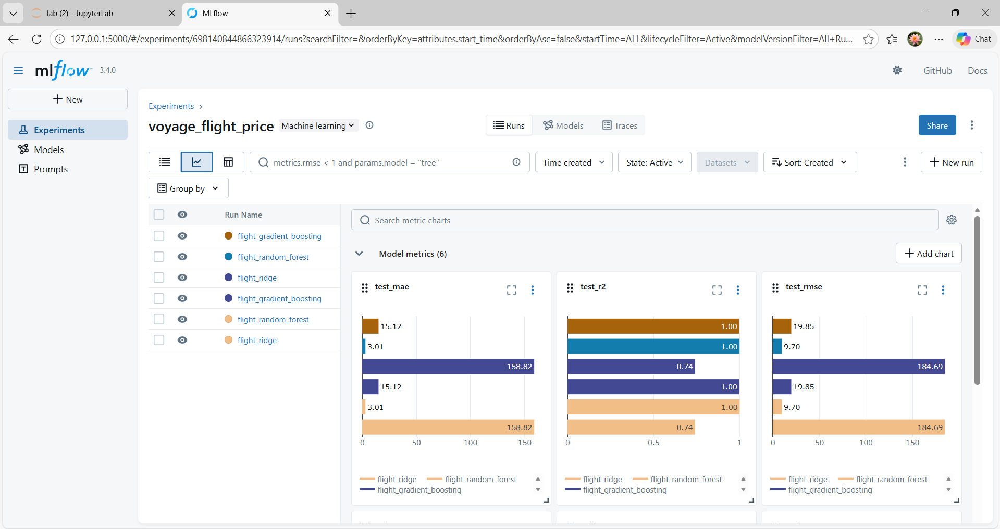 lab (2) - JupyterLab
MLflow
127.0.0.1:5000/#/experiments/698140844866323914/runs?searchFilter=&orderByKey=attributes.start_time&orderByAsc=false&startTime=ALL&lifecycleFilter=Active&modelVersionFilter=All+Ru...
Chat
mlflow 3.4.0
GitHub Docs
New
Experiments
Models
Prompts
Experiments
voyage_flight_price Machine learning
Runs Models Traces
Share
metrics.rmse < 1 and params.model = "tree"
Time created State: Active Datasets Sort: Created
New run
Group by
Run Name
flight_gradient_boosting
flight_random_forest
flight_ridge
flight_gradient_boosting
flight_random_forest
flight_ridge
Search metric charts
Model metrics (6)
Add chart
test_mae
15.12
3.01
158.82
15.12
3.01
158.82
0 50 100 150
flight_ridge flight_random_forest
flight_gradient_boosting
test_r2
1.00
1.00
0.74
1.00
1.00
0.74
0 0.5 1
flight_ridge flight_random_forest
flight_gradient_boosting
test_rmse
19.85
9.70
184.69
19.85
9.70
184.69
0 50 100 150
flight_ridge flight_random_forest
flight_gradient_boosting